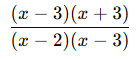 (x − 3)(x + 3)
(x − 2)(x − 3)